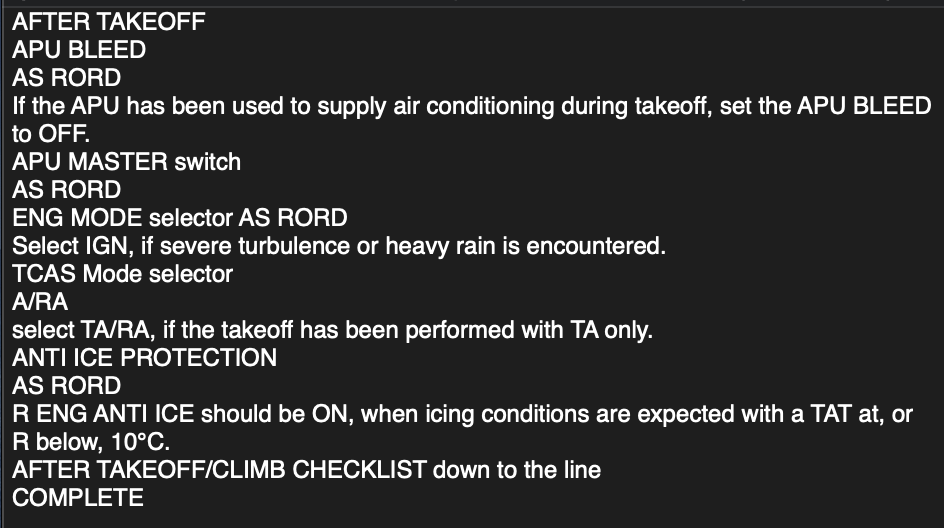 AFTER TAKEOFF
APU BLEED
AS RORD
If the APU has been used to supply air conditioning during takeoff, set the APU BLEED
to OFF.
APU MASTER switch
AS RORD
ENG MODE selector AS RORD
Select IGN, if severe turbulence or heavy rain is encountered.
TCAS Mode selector
A/RA
select TA/RA, if the takeoff has been performed with TA only.
ANTI ICE PROTECTION
AS RORD
R ENG ANTI ICE should be ON, when icing conditions are expected with a TAT at, or
R below, 10°C.
AFTER TAKEOFF/CLIMB CHECKLIST down to the line
COMPLETE